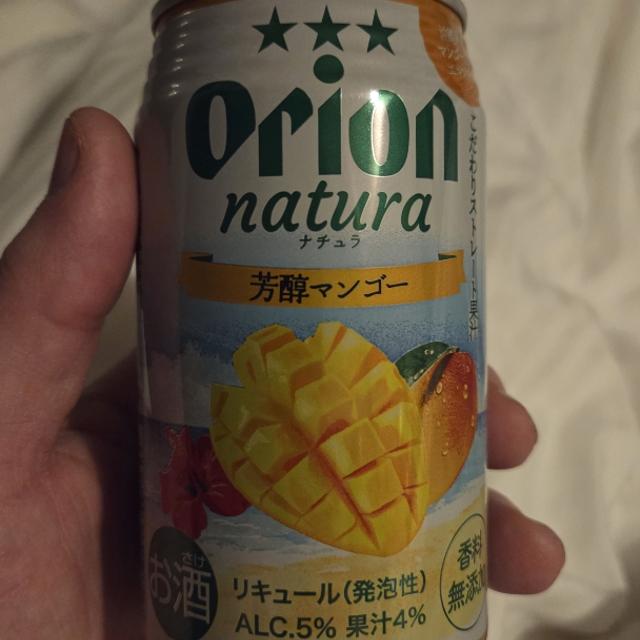 orion
natura
ナチュラ
芳醇マンゴー
こだわりストレート果汁
さけ
お酒
リキュール(発泡性)
ALC.5% 果汁4%
香料
無添加